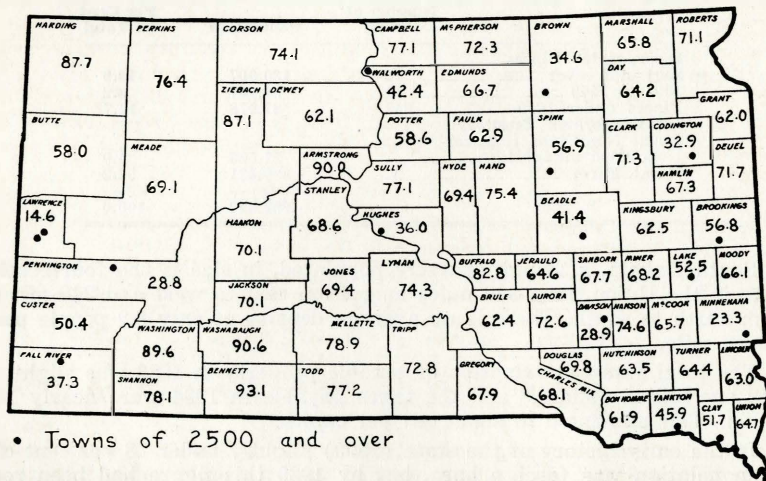 HARDING
87.7
PERKINS
76.4
CORSON
74.1
CAMPBELL
77.1
McPHERSON
72.3
BROWN
34.6
MARSHALL
65.8
ROBERTS
71.1
WALWORTH
42.4
EDMUNDS
66.7
DAY
64.2
ZIEBACH
87.1
DEWEY
62.1
GRANT
62.0
BUTTE
58.0
MEADE
69.1
ARMSTRONG
90.0
POTTER
58.6
FAULK
62.9
SPINK
56.9
CLARK
71.3
CODINGTON
32.9
DEUEL
71.7
HAMLIN
67.3
STANLEY
68.6
SULLY
77.1
HYDE
69.4
HAND
75.4
LAWRENCE
14.6
HAAKON
70.1
HUGHES
36.0
BEADLE
41.4
KINGSBURY
62.5
BROOKINGS
56.8
PENNINGTON
28.8
JACKSON
70.1
JONES
69.4
LYMAN
74.3
BUFFALO
82.8
JERAULD
64.6
SANBORN
67.7
MINER
68.2
LAKE
52.5
MOODY
66.1
CUSTER
50.4
BRULE
62.4
AURORA
72.6
DAVISON
28.9
HANSON
74.6
McCOOK
65.7
MINNEHAHA
23.3
WASHINGTON
89.6
WASHABAUGH
90.6
MELLETTE
78.9
TRIPP
72.8
FALL RIVER
37.3
SHANNON
78.1
BENNETT
93.1
TODD
77.2
GREGORY
67.9
CHARLES MIX
68.1
DOUGLAS
69.8
HUTCHINSON
63.5
TURNER
64.4
LINCOLN
63.0
BON HOMME
61.9
YANKTON
45.9
CLAY
51.7
UNION
64.7
• Towns of 2500 and over